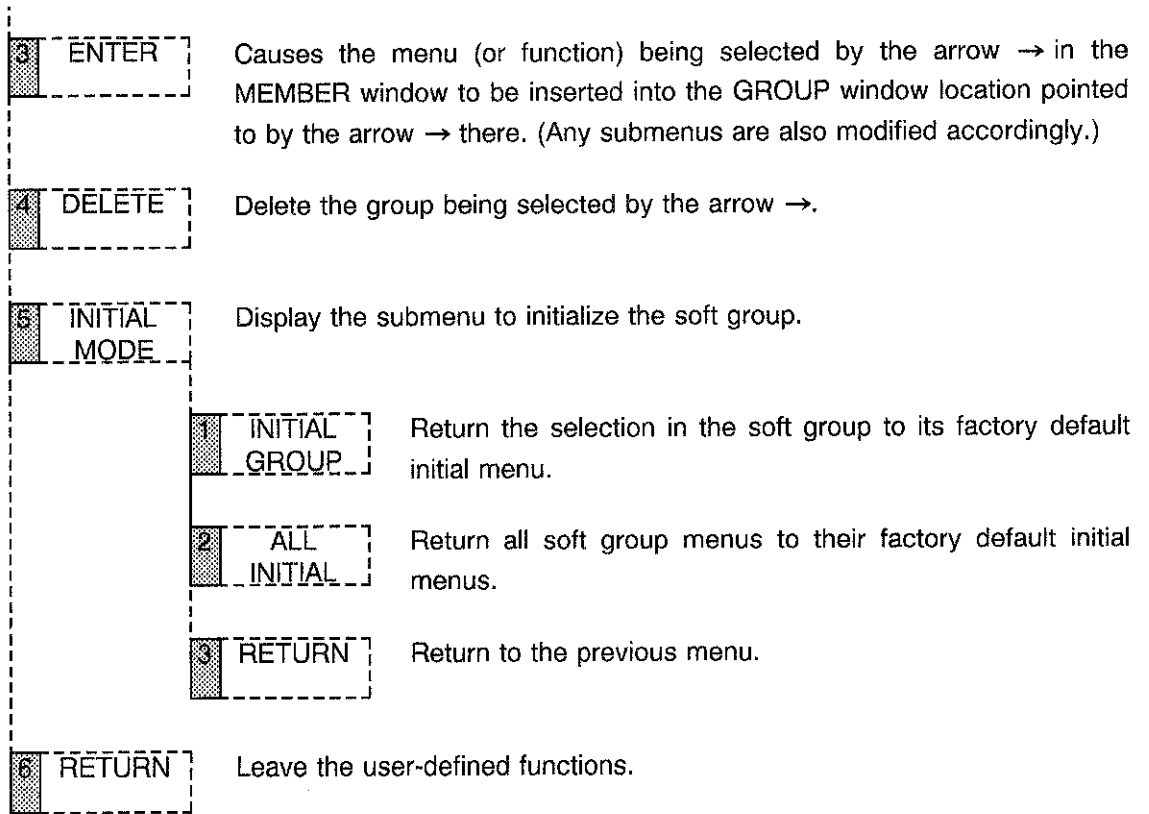 3 ENTER
Causes the menu (or function) being selected by the arrow → in the
MEMBER window to be inserted into the GROUP window location pointed
to by the arrow → there. (Any submenus are also modified accordingly.)
4 DELETE
Delete the group being selected by the arrow →.
5 INITIAL
MODE
Display the submenu to initialize the soft group.
1 INITIAL
GROUP
Return the selection in the soft group to its factory default
initial menu.
2 ALL
INITIAL
Return all soft group menus to their factory default initial
menus.
3 RETURN
Return to the previous menu.
6 RETURN
Leave the user-defined functions.